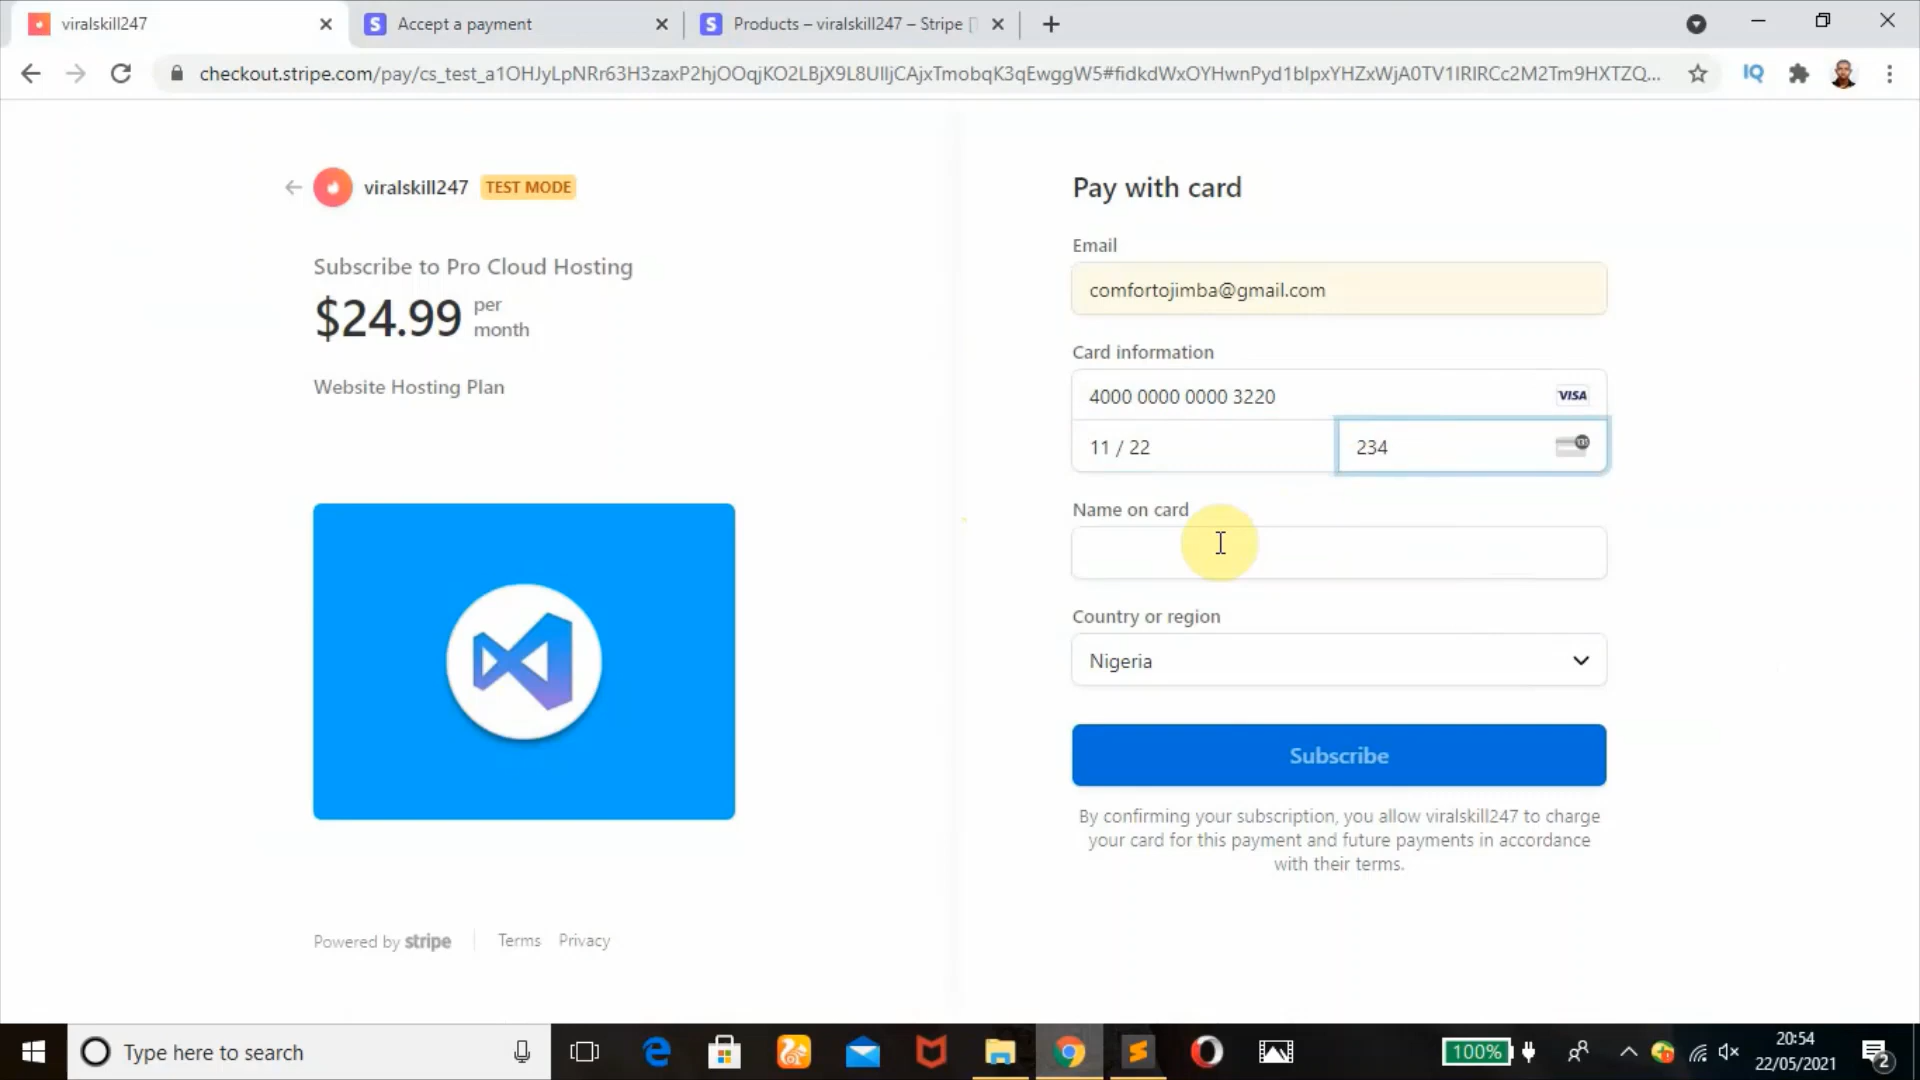 viralskill247
Accept a payment
Products – viralskill247 – Stripe [
checkout.stripe.com/pay/cs_test_a1OHJyLpNRr63H3zaxP2hjOOqjKO2LBjX9L8UlljCAjxTmobqK3qEwggW5#fidkdWxOYHwnPyd1blpxYHZxWjA0TV1IRlRCc2M2Tm9HXTZQ...
IQ
viralskill247 TEST MODE
Subscribe to Pro Cloud Hosting
$24.99 per month
Website Hosting Plan
Powered by stripe
Terms Privacy
Pay with card
Email
comfortojimba@gmail.com
Card information
4000 0000 0000 3220 VISA
11 / 22 234
Name on card
Country or region
Nigeria
Subscribe
By confirming your subscription, you allow viralskill247 to charge
your card for this payment and future payments in accordance
with their terms.
Type here to search
100%
20:54
22/05/2021
2